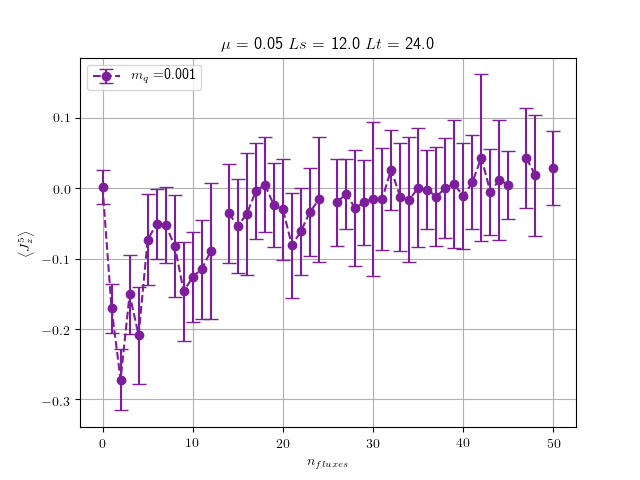 μ = 0.05 Ls = 12.0 Lt = 24.0
m_q =0.001
0.1
0.0
−0.1
−0.2
−0.3
⟨J_z^5⟩
0 10 20 30 40 50
n_fluxes